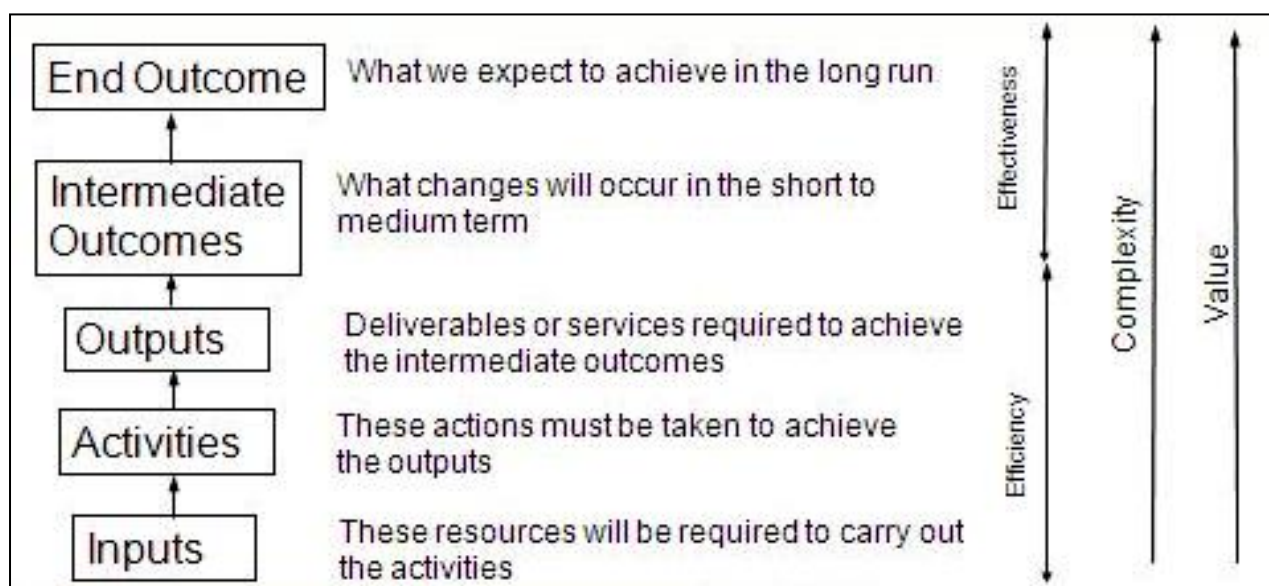 End Outcome
What we expect to achieve in the long run
Intermediate
Outcomes
What changes will occur in the short to
medium term
Outputs
Deliverables or services required to achieve
the intermediate outcomes
Activities
These actions must be taken to achieve
the outputs
Inputs
These resources will be required to carry out
the activities
Effectiveness
Efficiency
Complexity
Value